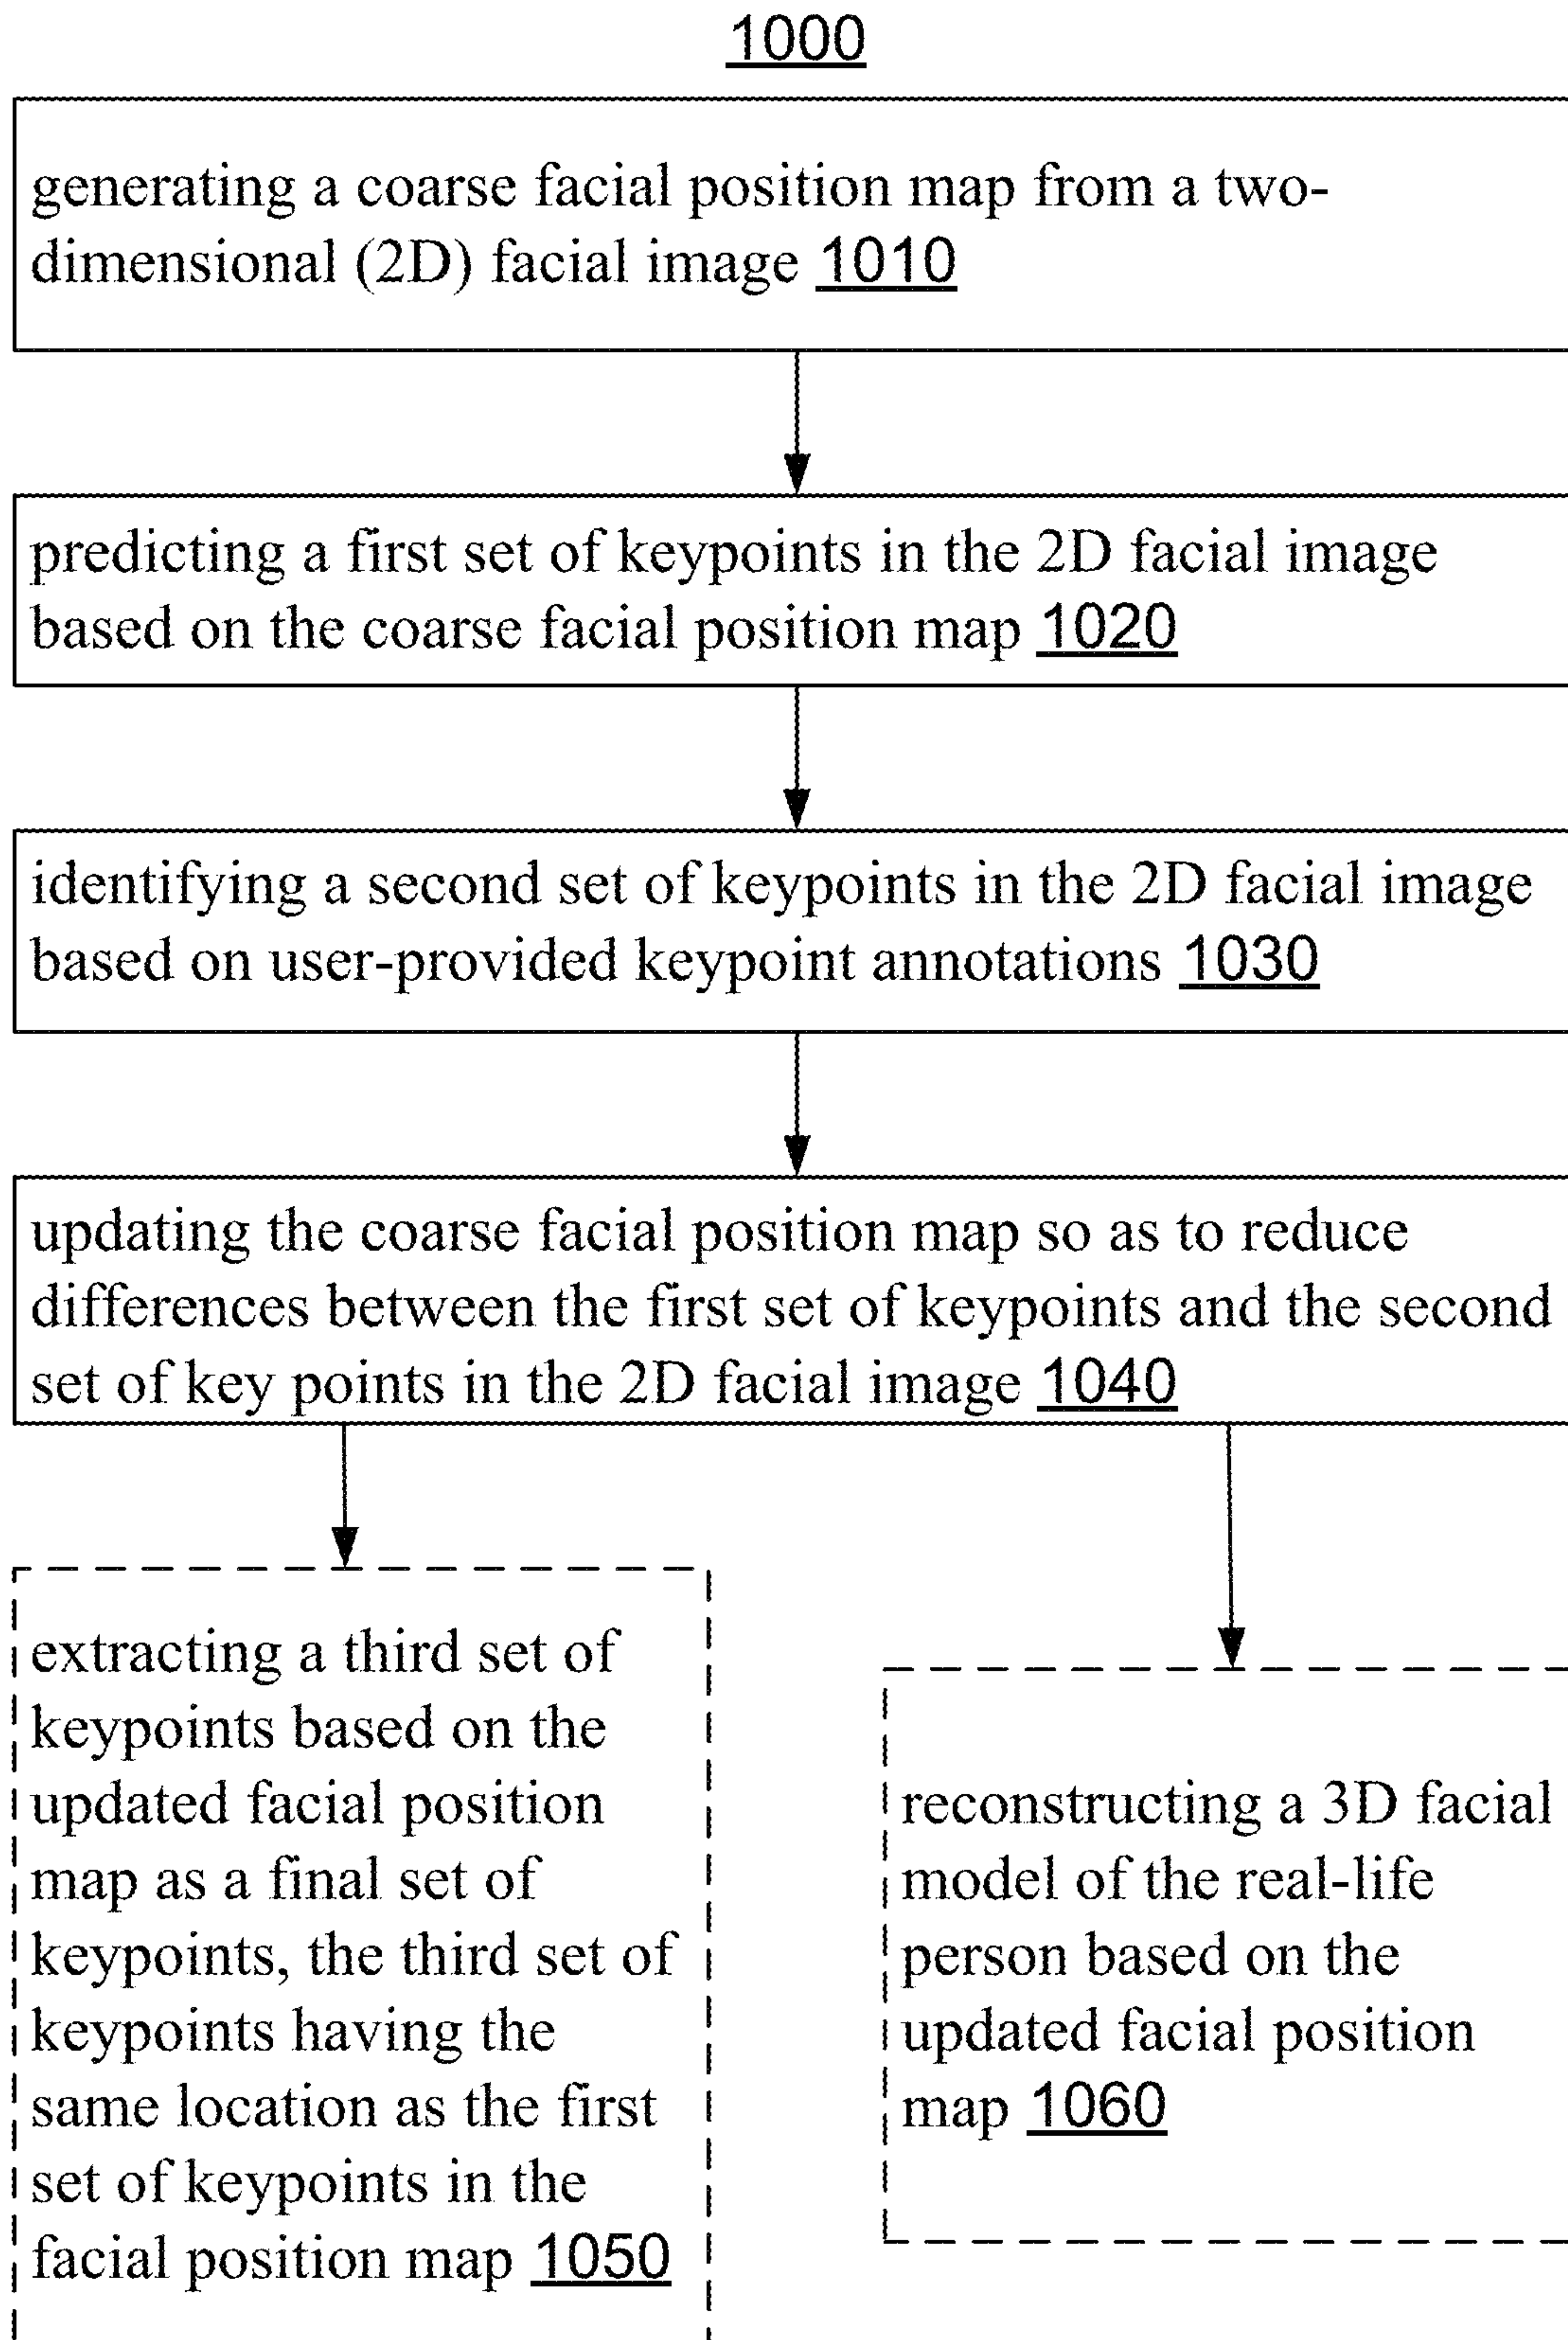 1000
generating a coarse facial position map from a two-
dimensional (2D) facial image 1010
predicting a first set of keypoints in the 2D facial image
based on the coarse facial position map 1020
identifying a second set of keypoints in the 2D facial image
based on user-provided keypoint annotations 1030
updating the coarse facial position map so as to reduce
differences between the first set of keypoints and the second
set of key points in the 2D facial image 1040
extracting a third set of
keypoints based on the
updated facial position
map as a final set of
keypoints, the third set of
keypoints having the
same location as the first
set of keypoints in the
facial position map 1050
reconstructing a 3D facial
model of the real-life
person based on the
updated facial position
map 1060